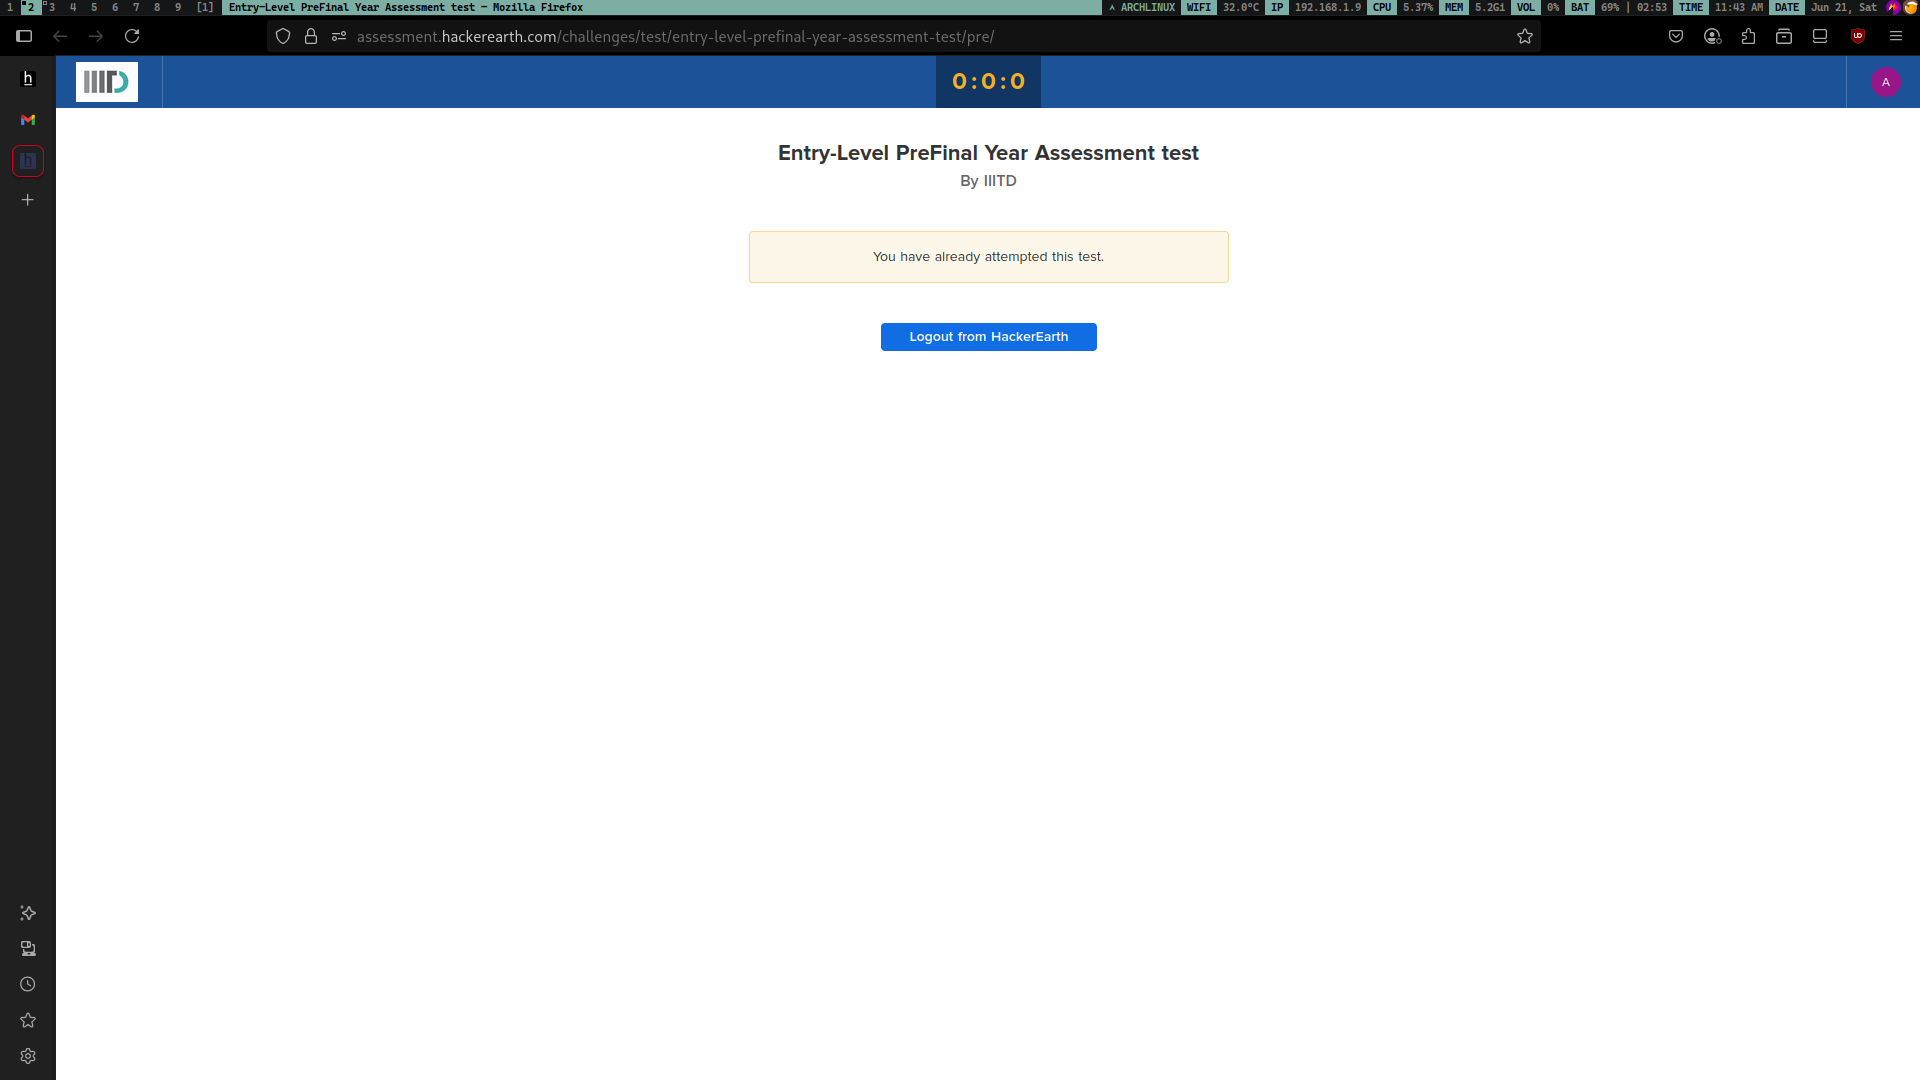 1 2 3 4 5 6 7 8 9 [1] Entry-Level PreFinal Year Assessment test — Mozilla Firefox ARCHLINUX WIFI 32.0°C IP 192.168.1.9 CPU 5.37% MEM 5.2Gi VOL 0% BAT 69% | 02:53 TIME 11:43 AM DATE Jun 21, Sat
assessment.hackerearth.com/challenges/test/entry-level-prefinal-year-assessment-test/pre/
h
IIITD
0:0:0
A
h
Entry-Level PreFinal Year Assessment test
By IIITD
You have already attempted this test.
Logout from HackerEarth